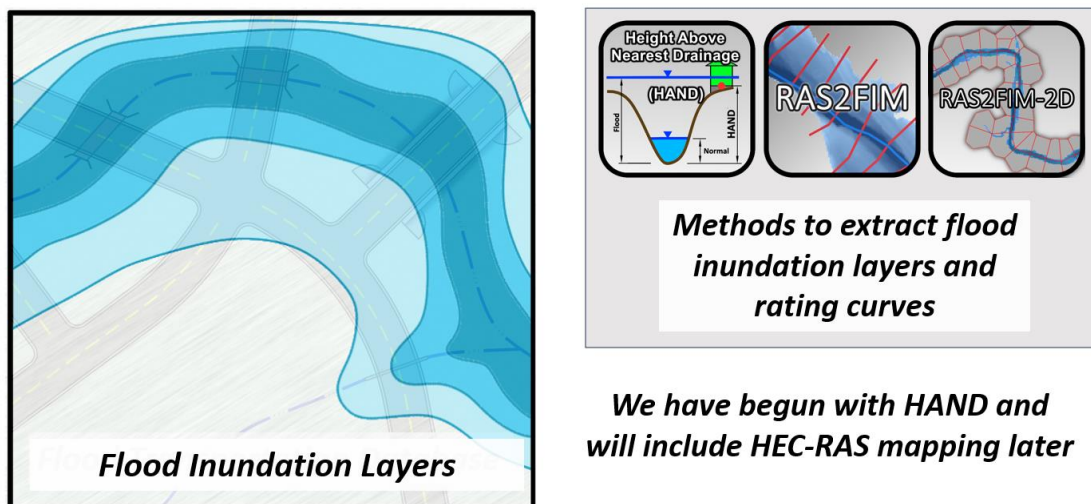 Flood Inundation Layers
Height Above
Nearest Drainage
(HAND)
Flood
Normal
HAND
RAS2FIM
RAS2FIM-2D
Methods to extract flood
inundation layers and
rating curves
We have begun with HAND and
will include HEC-RAS mapping later